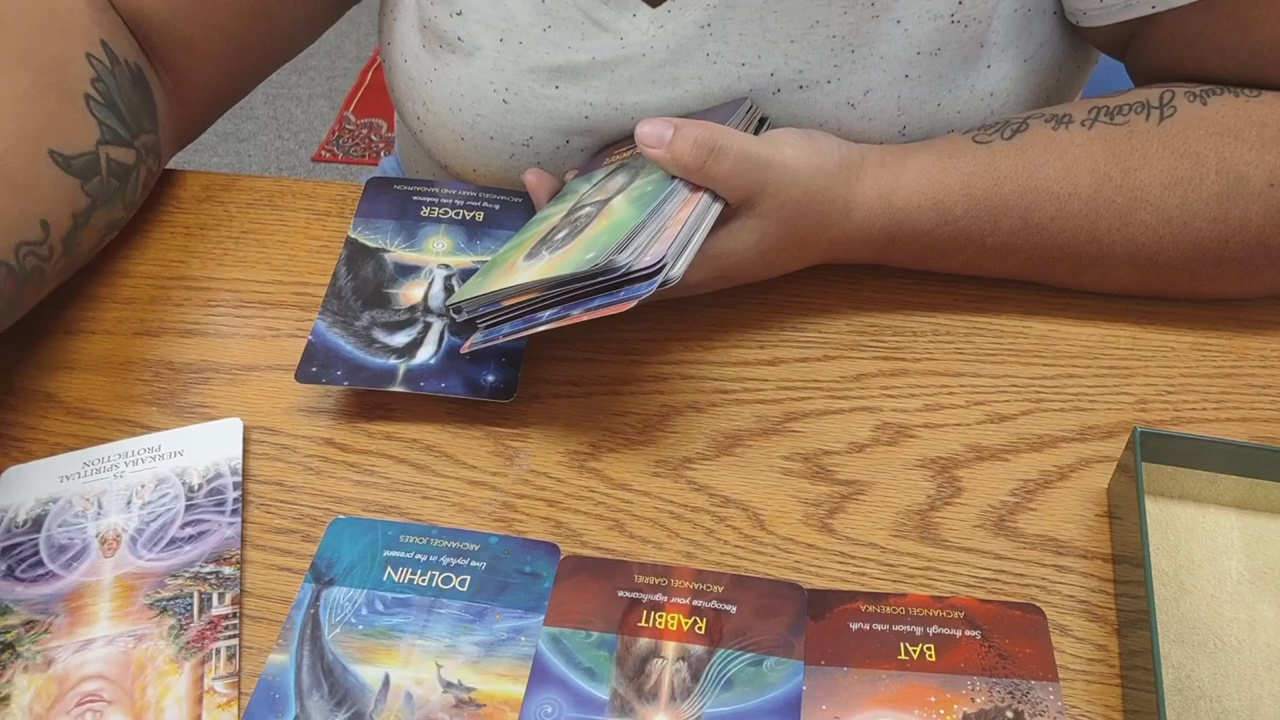 BADGER
Bring your life into balance.
ARCHANGELS MARY AND SANDALPHON
25
MERKABA SPIRITUAL
PROTECTION
DOLPHIN
Live joyfully in the present.
ARCHANGEL JOULES
RABBIT
Recognize your significance.
ARCHANGEL GABRIEL
BAT
See through illusion into truth.
ARCHANGEL DORENKA
Heart the